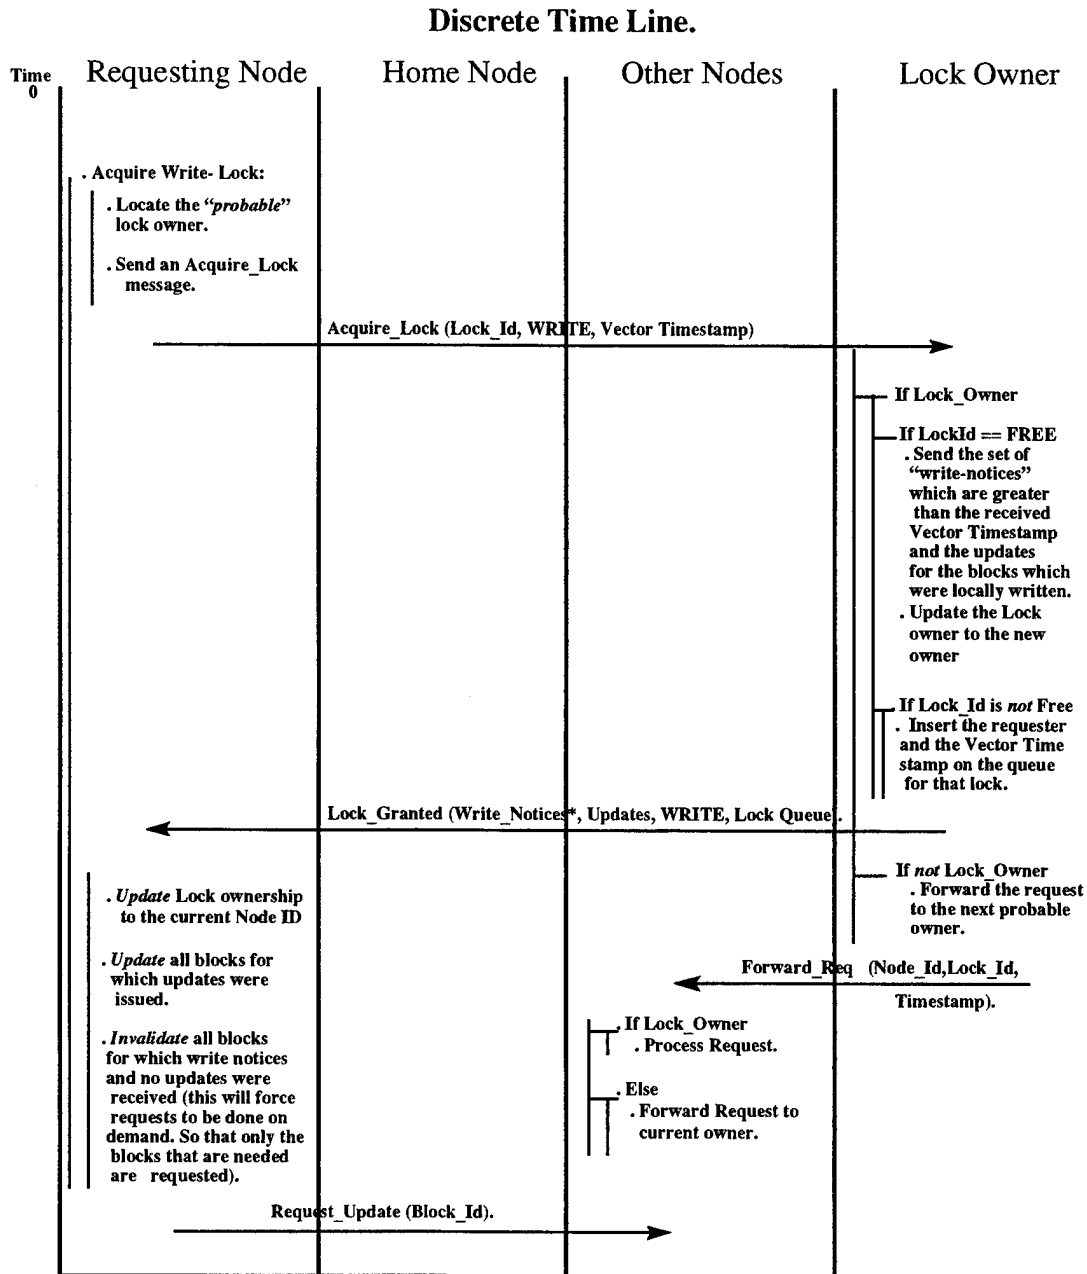 Discrete Time Line.
Time
0
Requesting Node
Home Node
Other Nodes
Lock Owner
. Acquire Write- Lock:
. Locate the “probable”
lock owner.
. Send an Acquire_Lock
message.
Acquire_Lock (Lock_Id, WRITE, Vector Timestamp)
If Lock_Owner
If LockId == FREE
. Send the set of
“write-notices”
which are greater
than the received
Vector Timestamp
and the updates
for the blocks which
were locally written.
. Update the Lock
owner to the new
owner
. If Lock_Id is not Free
. Insert the requester
and the Vector Time
stamp on the queue
for that lock.
Lock_Granted (Write_Notices*, Updates, WRITE, Lock Queue).
. Update Lock ownership
to the current Node ID
. Update all blocks for
which updates were
issued.
. Invalidate all blocks
for which write notices
and no updates were
received (this will force
requests to be done on
demand. So that only the
blocks that are needed
are requested).
If not Lock_Owner
. Forward the request
to the next probable
owner.
Forward_Req (Node_Id,Lock_Id,
Timestamp).
. If Lock_Owner
. Process Request.
. Else
. Forward Request to
current owner.
Request_Update (Block_Id).